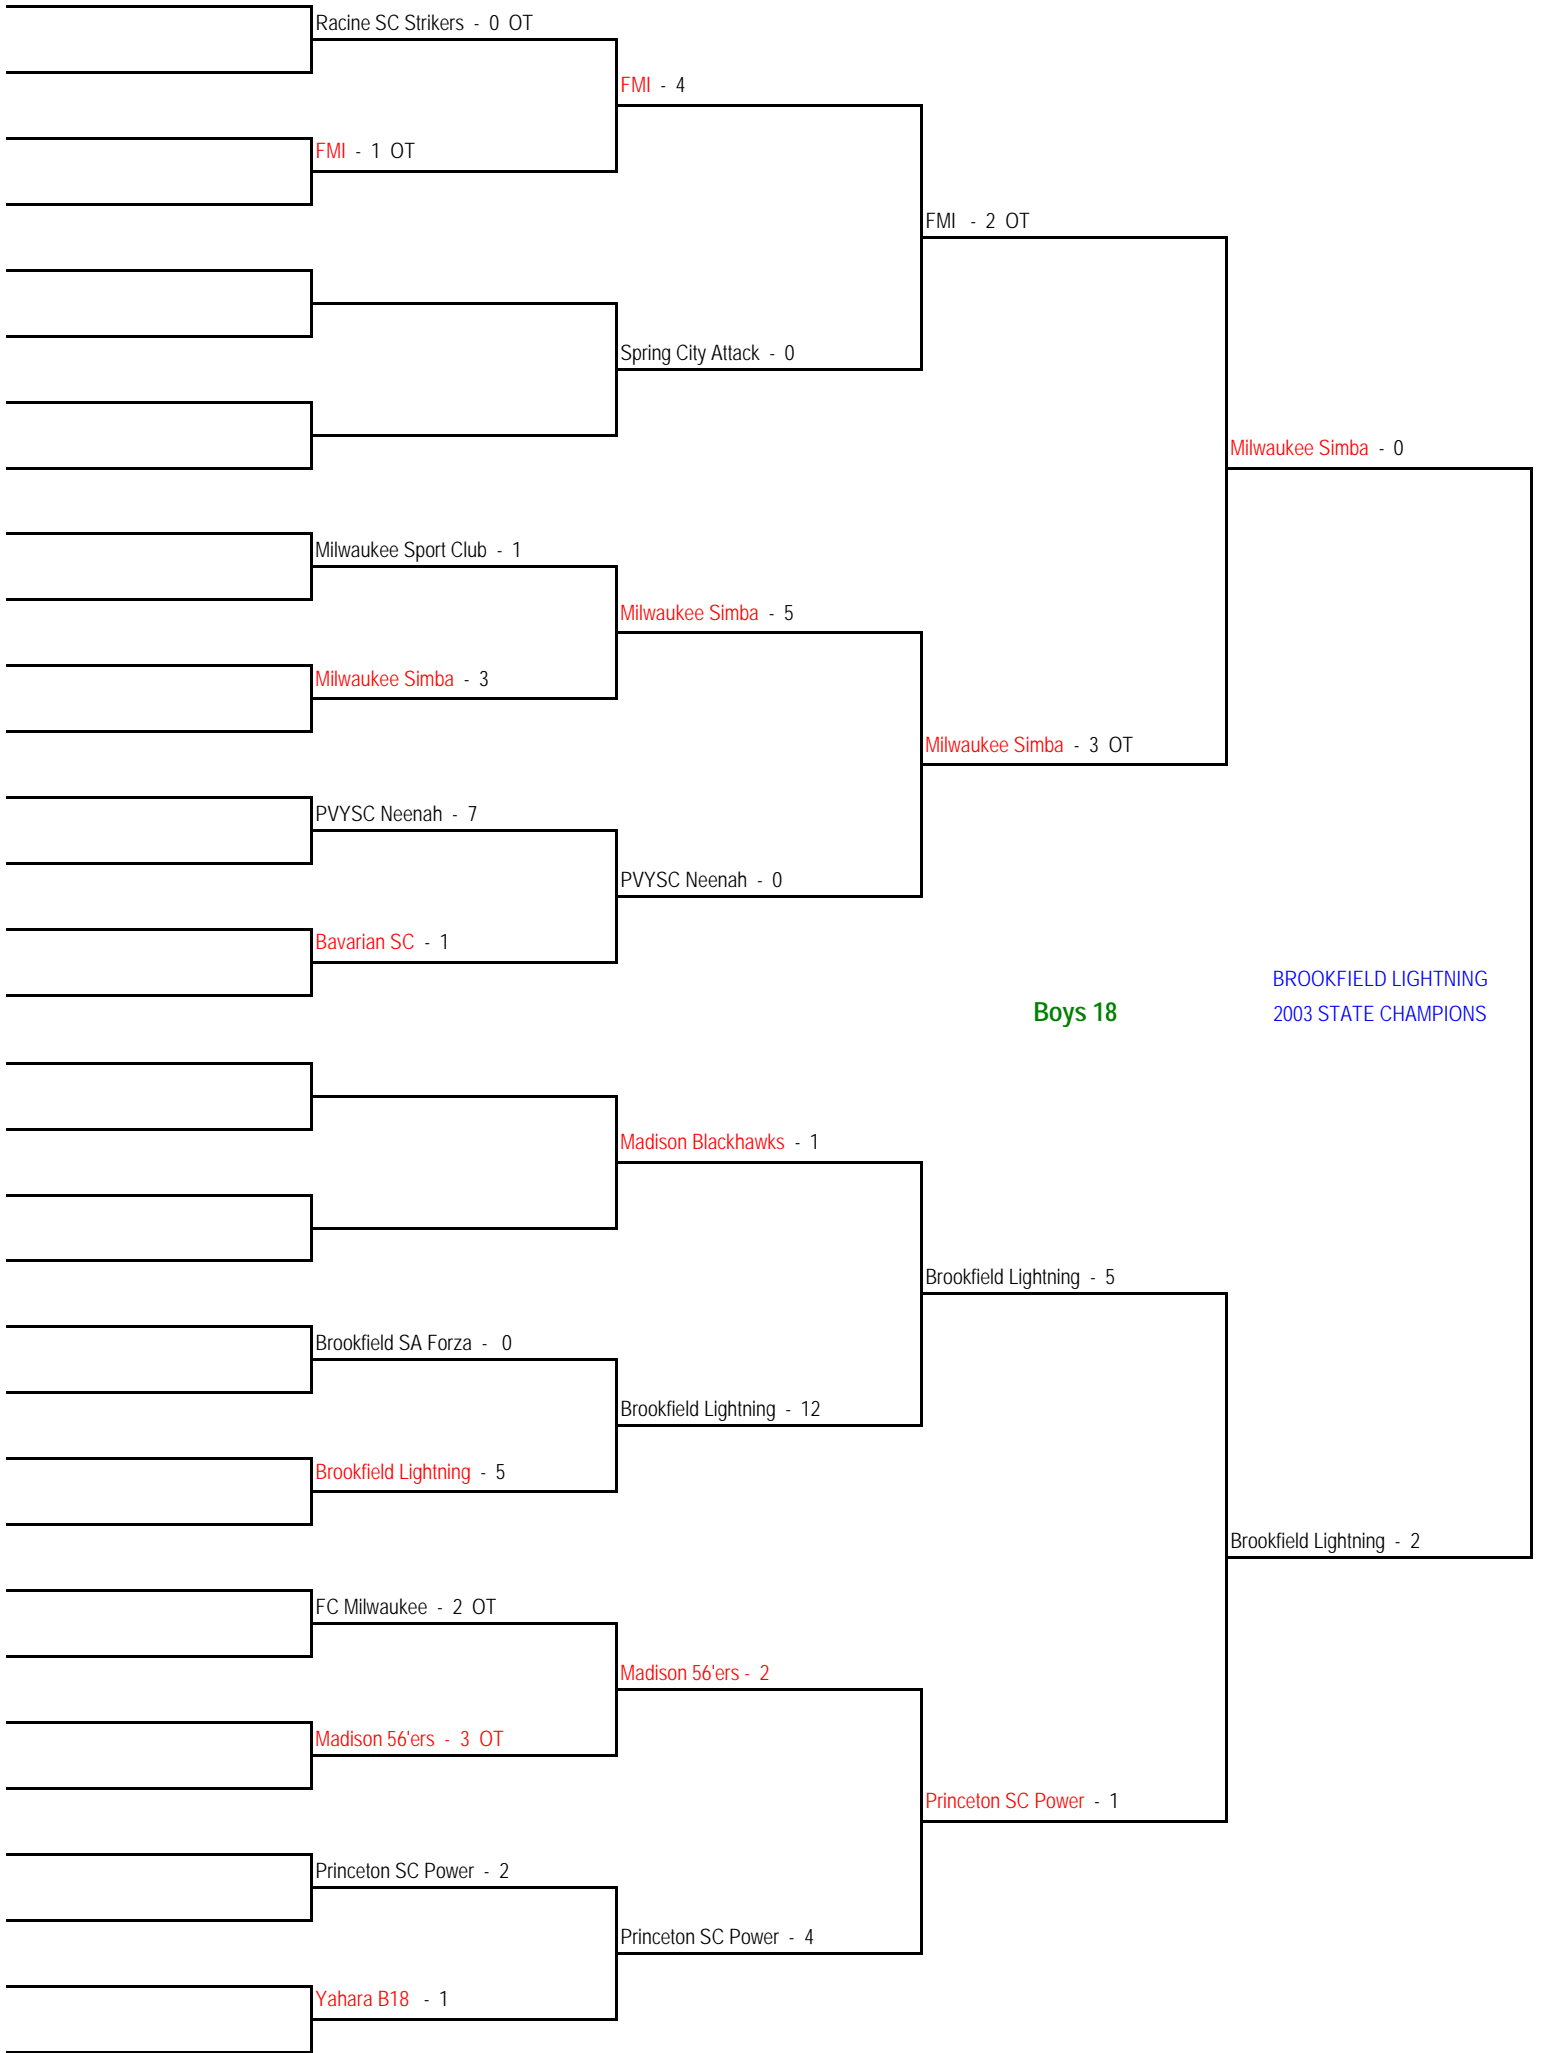 Racine SC Strikers - 0 OT
FMI - 4
FMI - 1 OT
FMI - 2 OT
Spring City Attack - 0
Milwaukee Simba - 0
Milwaukee Sport Club - 1
Milwaukee Simba - 5
Milwaukee Simba - 3
Milwaukee Simba - 3 OT
PVYSC Neenah - 7
PVYSC Neenah - 0
Bavarian SC - 1
BROOKFIELD LIGHTNING
Boys 18
2003 STATE CHAMPIONS
Madison Blackhawks - 1
Brookfield Lightning - 5
Brookfield SA Forza - 0
Brookfield Lightning - 12
Brookfield Lightning - 5
Brookfield Lightning - 2
FC Milwaukee - 2 OT
Madison 56'ers - 2
Madison 56'ers - 3 OT
Princeton SC Power - 1
Princeton SC Power - 2
Princeton SC Power - 4
Yahara B18 - 1